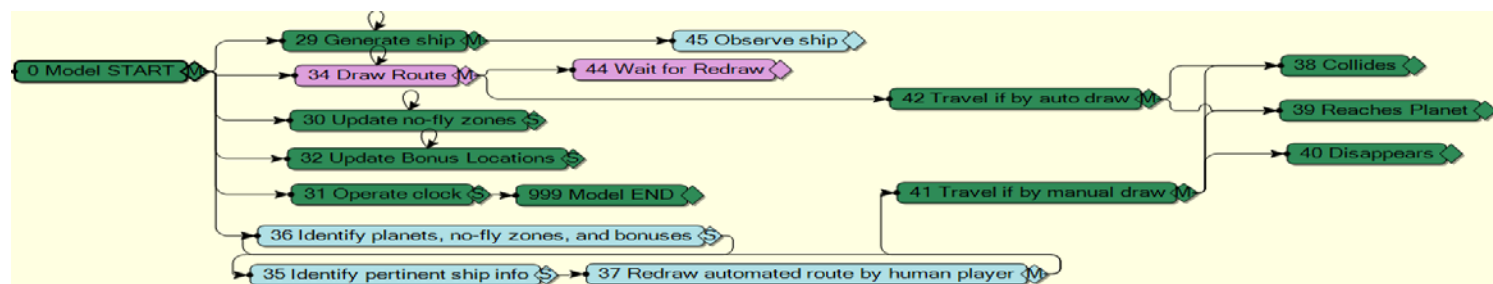 29 Generate ship M
45 Observe ship
0 Model START M
34 Draw Route M
44 Wait for Redraw
38 Collides
42 Travel if by auto draw M
39 Reaches Planet
30 Update no-fly zones S
32 Update Bonus Locations S
40 Disappears
31 Operate clock S
999 Model END
41 Travel if by manual draw M
36 Identify planets, no-fly zones, and bonuses S
35 Identify pertinent ship info S
37 Redraw automated route by human player M